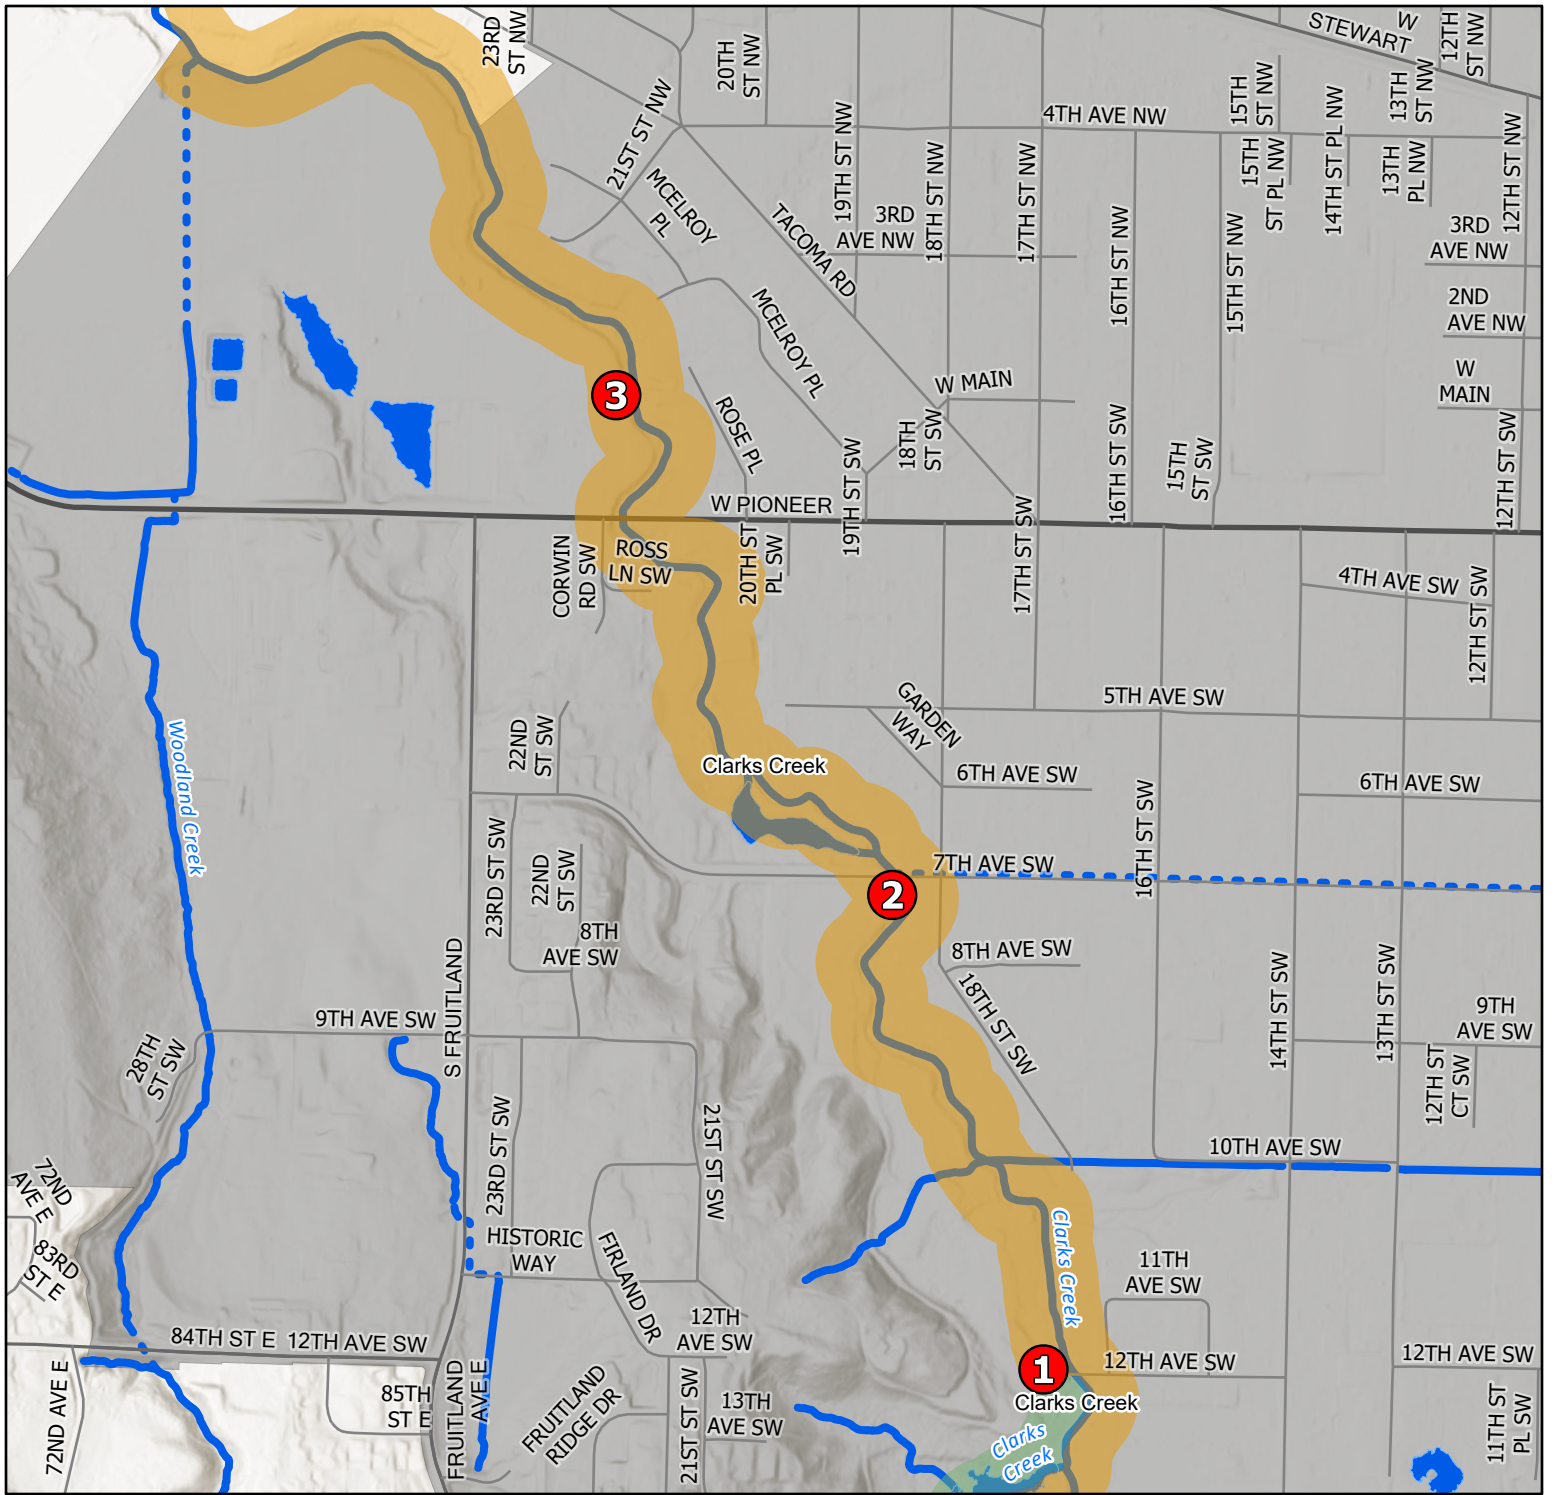 23RD
ST NW
20TH
ST NW
W
STEWART
12TH
ST NW
15TH
ST NW
13TH
ST NW
4TH AVE NW
21ST ST NW
19TH ST NW
18TH ST NW
17TH ST NW
15TH
ST PL NW
14TH ST PL NW
13TH
PL NW
12TH ST NW
MCELROY
PL
TACOMA RD
3RD
AVE NW
16TH ST NW
15TH ST NW
3RD
AVE NW
2ND
AVE NW
MCELROY PL
W MAIN
W
MAIN
3
ROSE PL
18TH
ST SW
19TH ST SW
16TH ST SW
15TH
ST SW
12TH ST SW
W PIONEER
17TH ST SW
CORWIN
RD SW
ROSS
LN SW
20TH ST
PL SW
4TH AVE SW
12TH ST SW
GARDEN
WAY
5TH AVE SW
22ND
ST SW
Woodland Creek
Clarks Creek
6TH AVE SW
6TH AVE SW
16TH ST SW
23RD ST SW
22ND
ST SW
7TH AVE SW
2
8TH
AVE SW
8TH AVE SW
S FRUITLAND
18TH ST SW
14TH ST SW
13TH ST SW
9TH
AVE SW
9TH AVE SW
28TH
ST SW
12TH ST
CT SW
23RD ST SW
21ST ST SW
10TH AVE SW
72ND
AVE E
83RD
ST E
HISTORIC
WAY
FIRLAND DR
Clarks Creek
11TH
AVE SW
84TH ST E
12TH AVE SW
12TH
AVE SW
1
12TH AVE SW
12TH AVE SW
72ND AVE E
85TH
ST E
FRUITLAND
AVE E
FRUITLAND
RIDGE DR
21ST ST SW
13TH
AVE SW
Clarks Creek
Clarks
Creek
11TH ST
PL SW